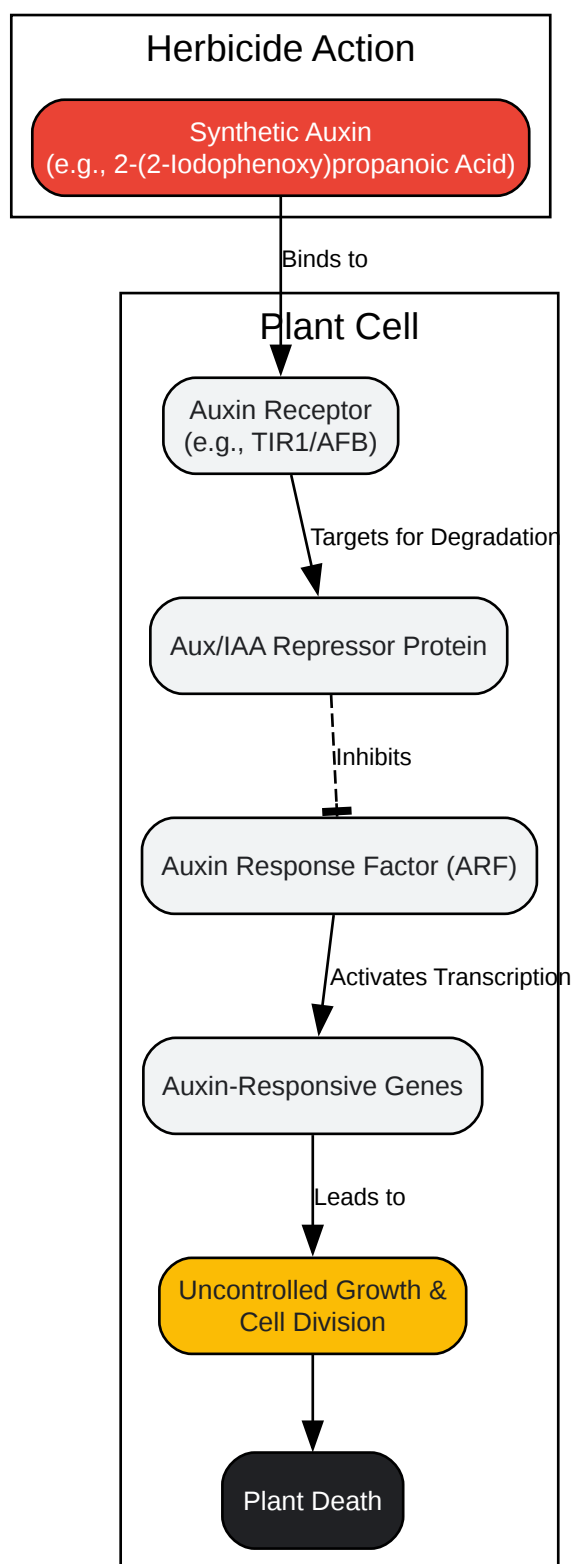 Herbicide Action
Synthetic Auxin
(e.g., 2-(2-Iodophenoxy)propanoic Acid)
Binds to
Plant Cell
Auxin Receptor
(e.g., TIR1/AFB)
Targets for Degradation
Aux/IAA Repressor Protein
Inhibits
Auxin Response Factor (ARF)
Activates Transcription
Auxin-Responsive Genes
Leads to
Uncontrolled Growth &
Cell Division
Plant Death